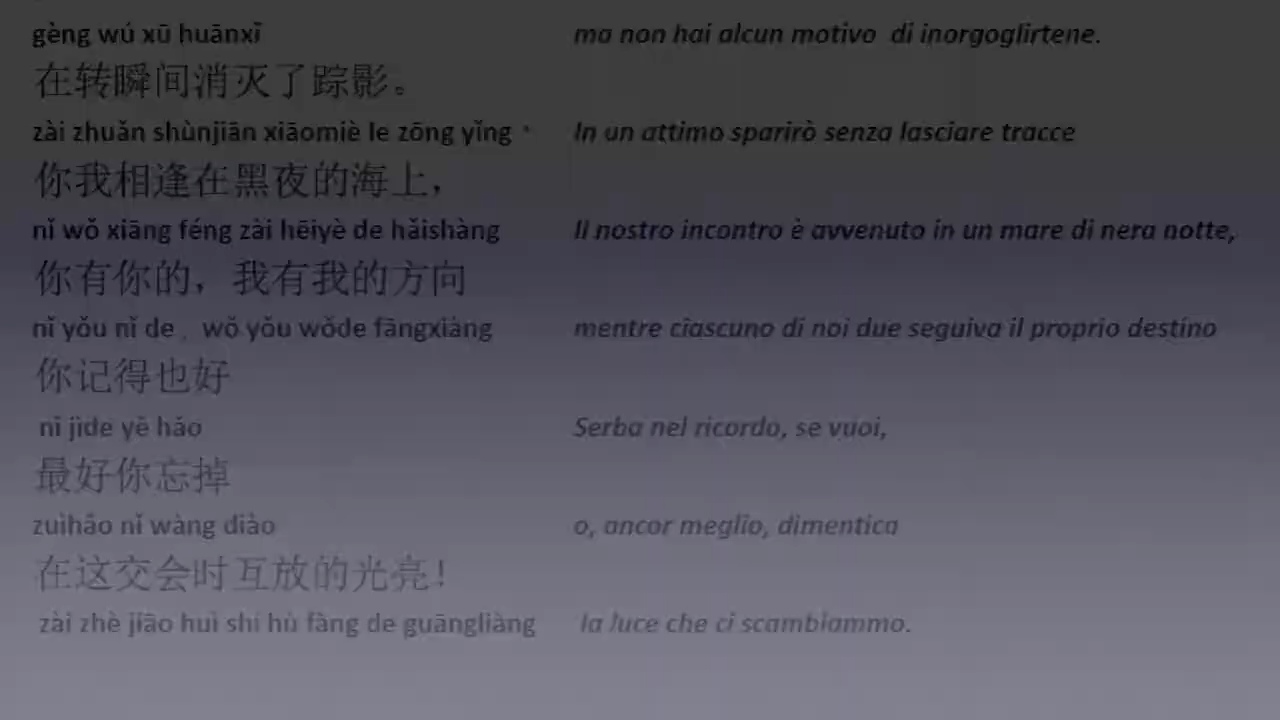 gèng wú xū huānxǐ ma non hai alcun motivo di inorgoglirtene.
在转瞬间消灭了踪影。
zài zhuǎn shùnjiān xiāomiè le zōng yǐng 。 In un attimo sparirò senza lasciare tracce
你我相逢在黑夜的海上，
nǐ wǒ xiāng féng zài hēiyè de hǎishàng Il nostro incontro è avvenuto in un mare di nera notte,
你有你的，我有我的方向
nǐ yǒu nǐ de , wǒ yǒu wǒde fāngxiàng mentre ciascuno di noi due seguiva il proprio destino
你记得也好
nǐ jìde yě hǎo Serba nel ricordo, se vuoi,
最好你忘掉
zuìhǎo nǐ wàng diào o, ancor meglio, dimentica
在这交会时互放的光亮！
zài zhè jiāo huì shí hù fàng de guāngliàng la luce che ci scambiammo.